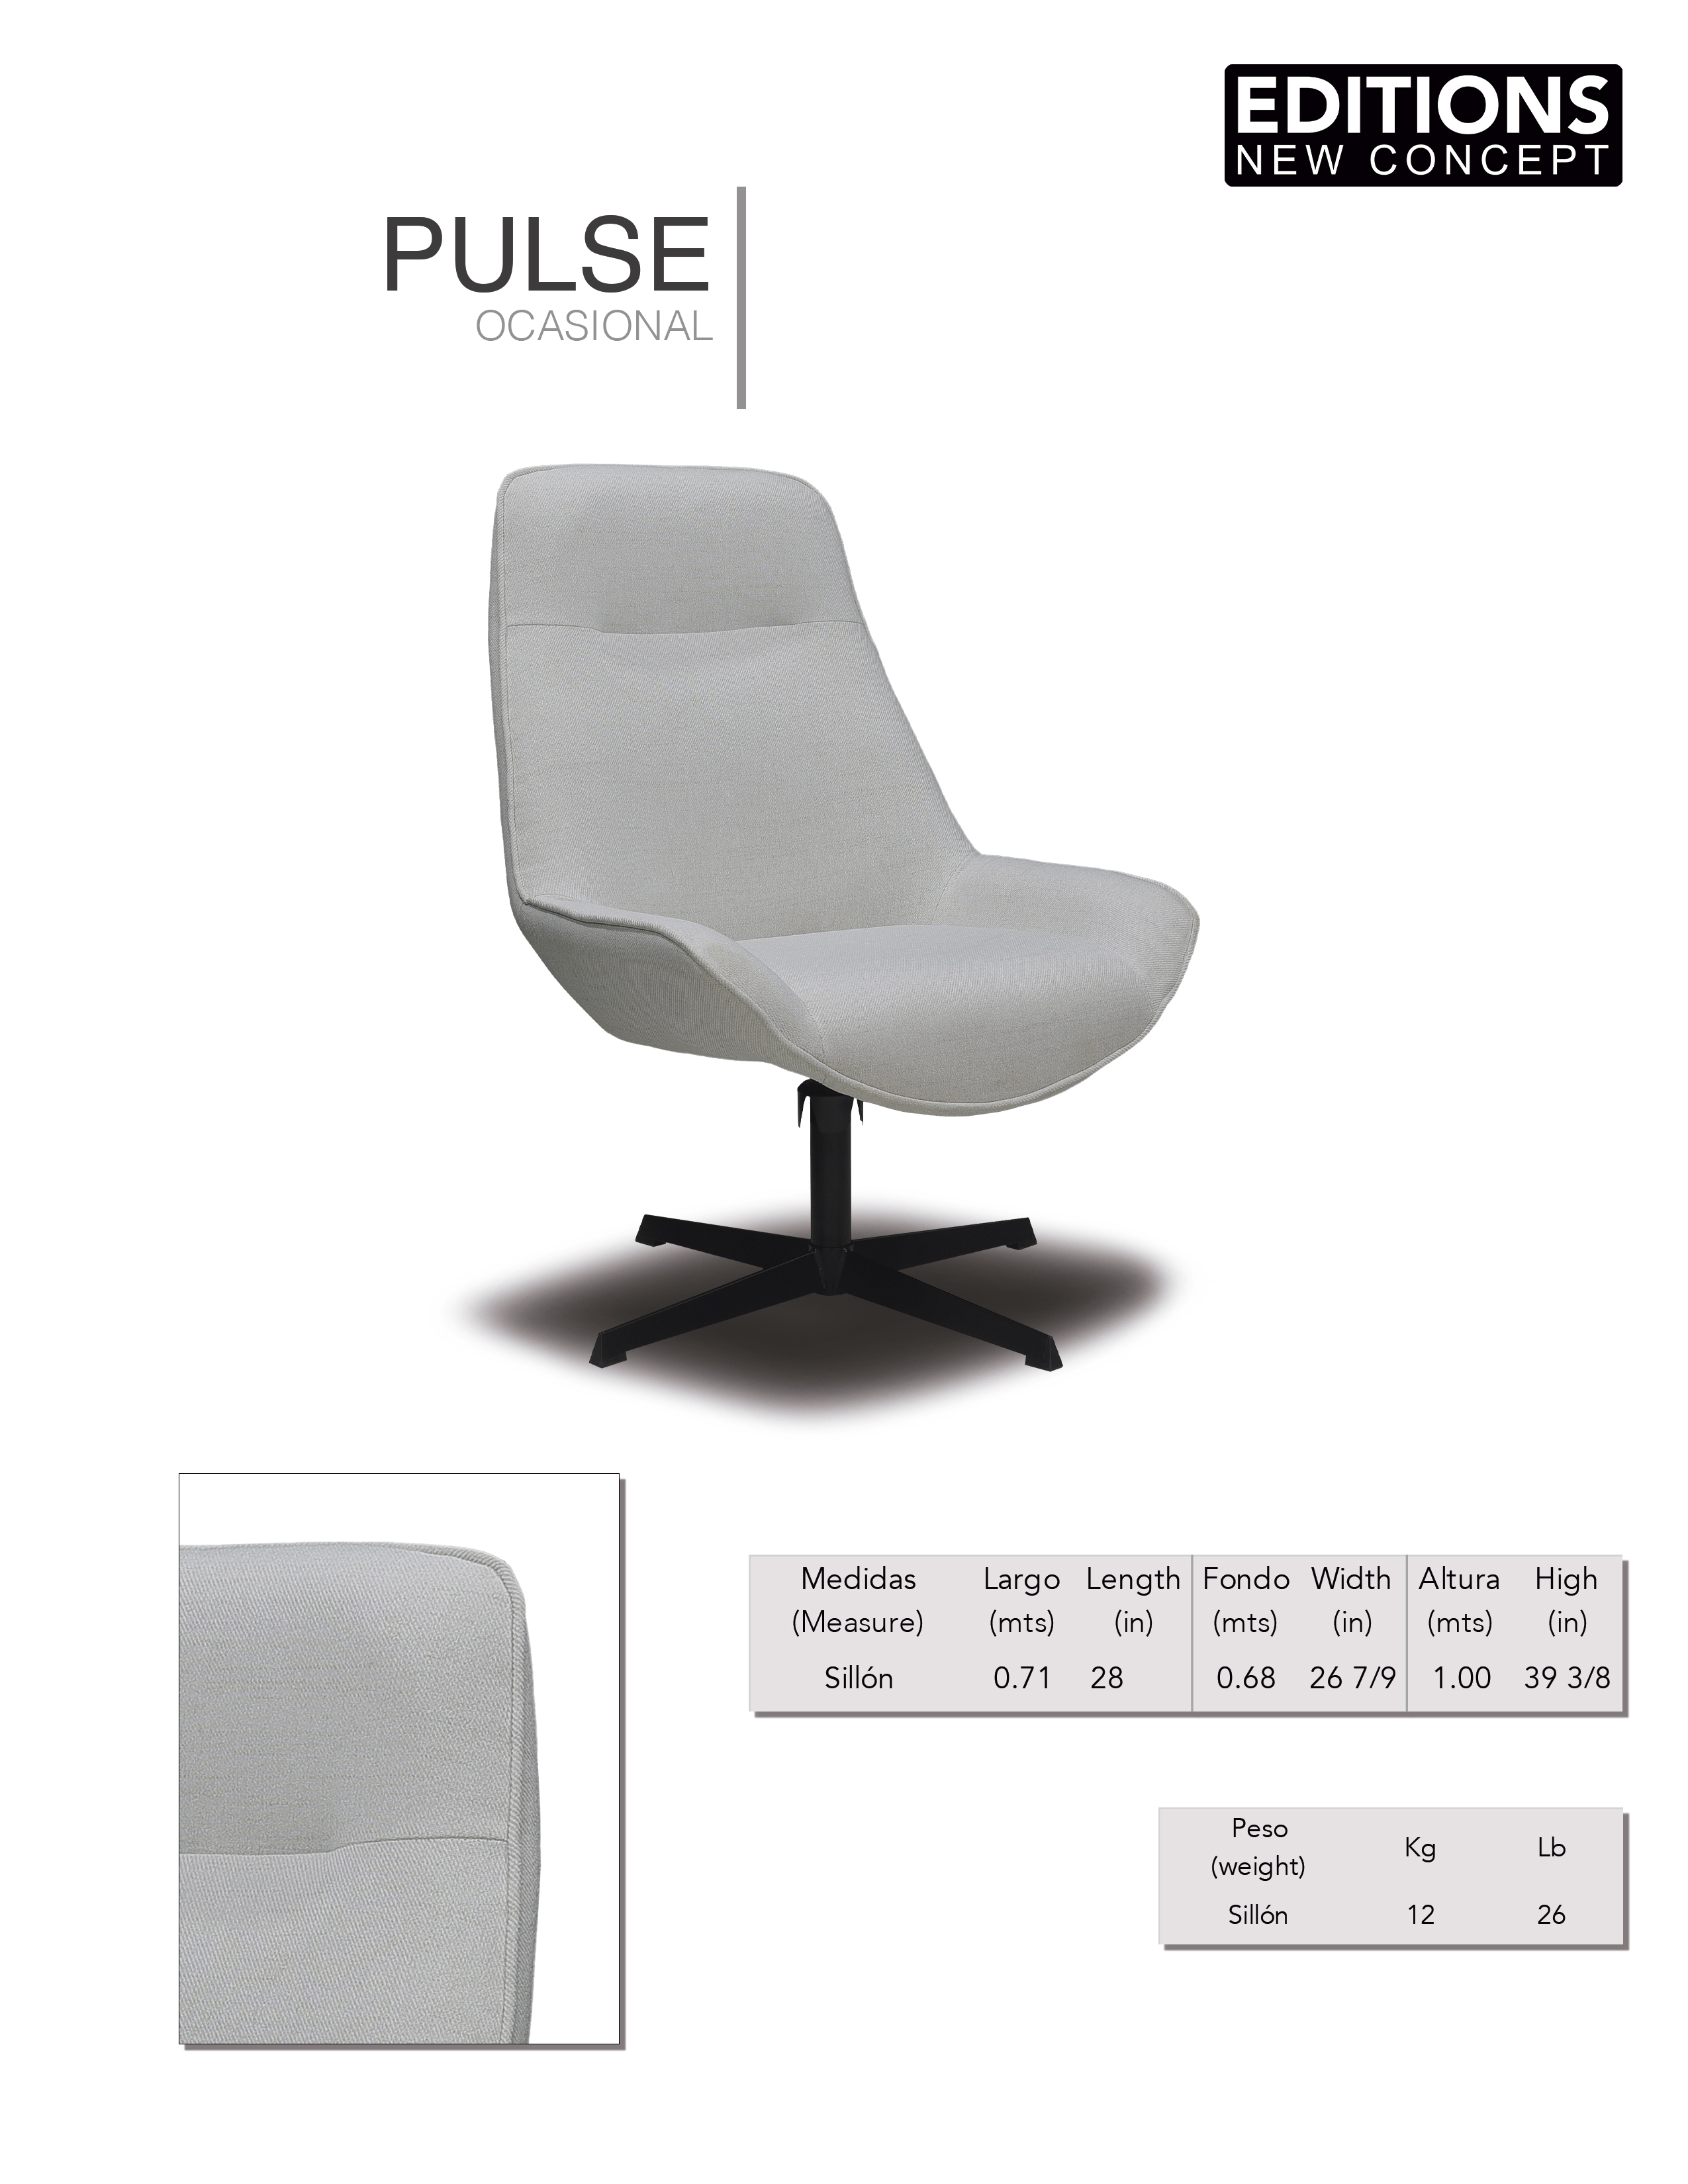 EDITIONS
NEW CONCEPT
PULSE
OCASIONAL
Medidas Largo Length Fondo Width Altura High
(Measure) (mts) (in) (mts) (in) (mts) (in)
Sillón 0.71 28 0.68 26 7/9 1.00 39 3/8
Peso
(weight) Kg Lb
Sillón 12 26